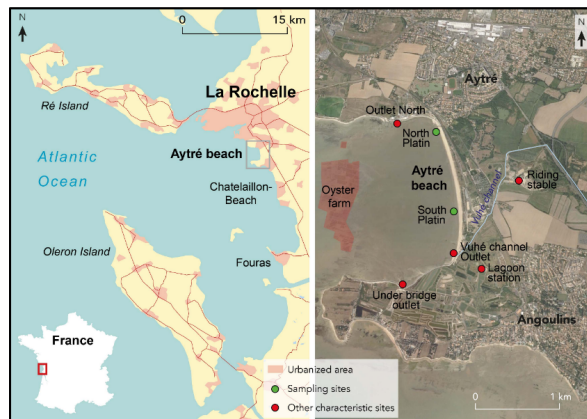 N
15 km
0
La Rochelle
Ré Island
Aytré beach
Atlantic
Ocean
Chatelaillon-
Beach
Oleron Island
Fouras
France
N
Aytré
Outlet North
North
Platin
Oyster
farm
Aytré
beach
Vuhé channel
Riding
stable
South
Platin
Vuhé channel
Outlet
Lagoon
station
Under bridge
outlet
Angoulins
Urbanized area
Sampling sites
Other characteristic sites
0
1 km